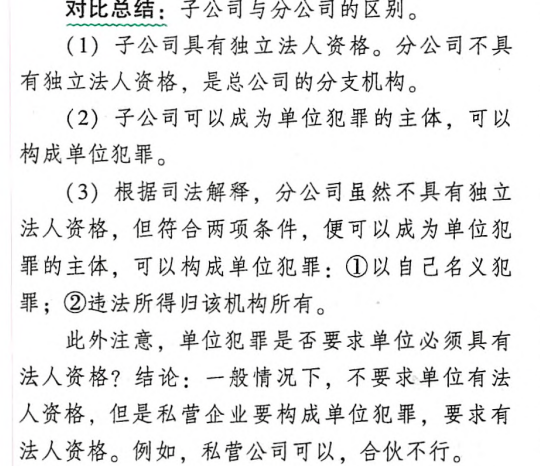 对比总结：子公司与分公司的区别。
(1) 子公司具有独立法人资格。分公司不具
有独立法人资格，是总公司的分支机构。
(2) 子公司可以成为单位犯罪的主体，可以
构成单位犯罪。
(3) 根据司法解释，分公司虽然不具有独立
法人资格，但符合两项条件，便可以成为单位犯
罪的主体，可以构成单位犯罪：①以自己名义犯
罪；②违法所得归该机构所有。
此外注意，单位犯罪是否要求单位必须具有
法人资格？结论：一般情况下，不要求单位有法
人资格，但是私营企业要构成单位犯罪，要求有
法人资格。例如，私营公司可以，合伙不行。